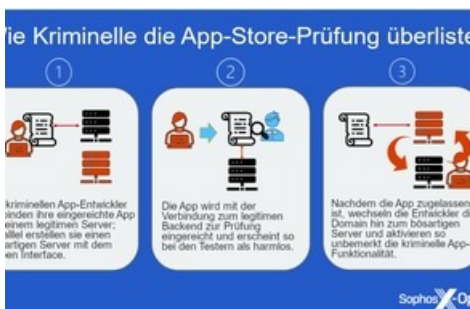 ie Kriminelle die App-Store-Prüfung überliste
1
2
3
kriminellen App-Entwickler
binden ihre eingereichte App
einem legitimen Server;
allel erstellen sie einen
artigen Server mit dem
en Interface.
Die App wird mit der
Verbindung zum legitimen
Backend zur Prüfung
eingereicht und erscheint so
bei den Testern als harmlos.
Nachdem die App zugelassen
ist, wechseln die Entwickler di
Domain hin zum bösartigen
Server und aktivieren so
unbemerkt die kriminelle App-
Funktionalität.
Sophos X-Op